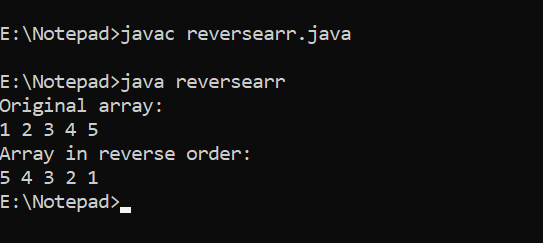 E:\Notepad>javac reversearr.java
E:\Notepad>java reversearr
Original array:
1 2 3 4 5
Array in reverse order:
5 4 3 2 1
E:\Notepad>